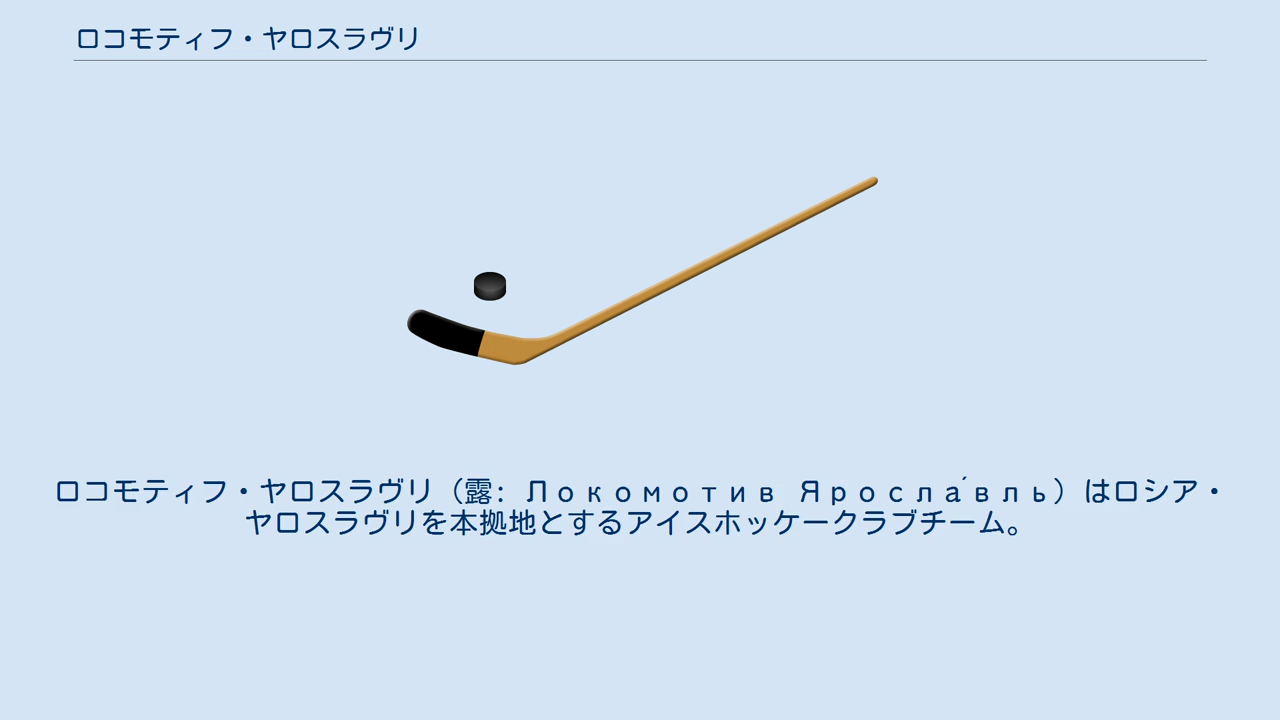 ロコモティフ・ヤロスラヴリ
ロコモティフ・ヤロスラヴリ（露: Локомотив Яросла́вль）はロシア・
ヤロスラヴリを本拠地とするアイスホッケークラブチーム。